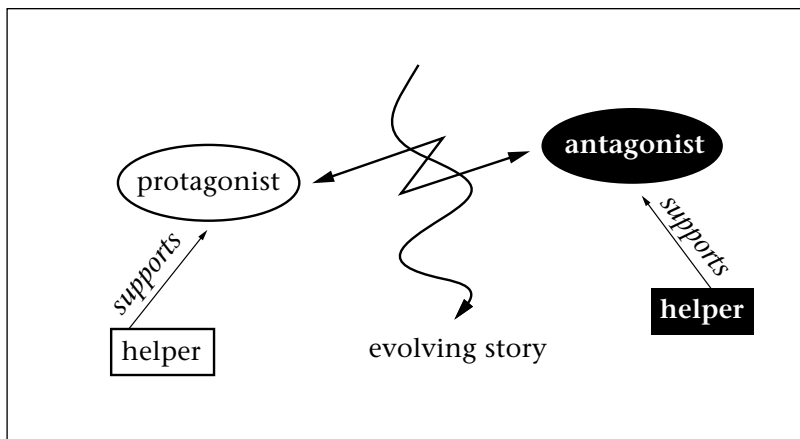 antagonist
protagonist
supports
supports
helper
helper
evolving story